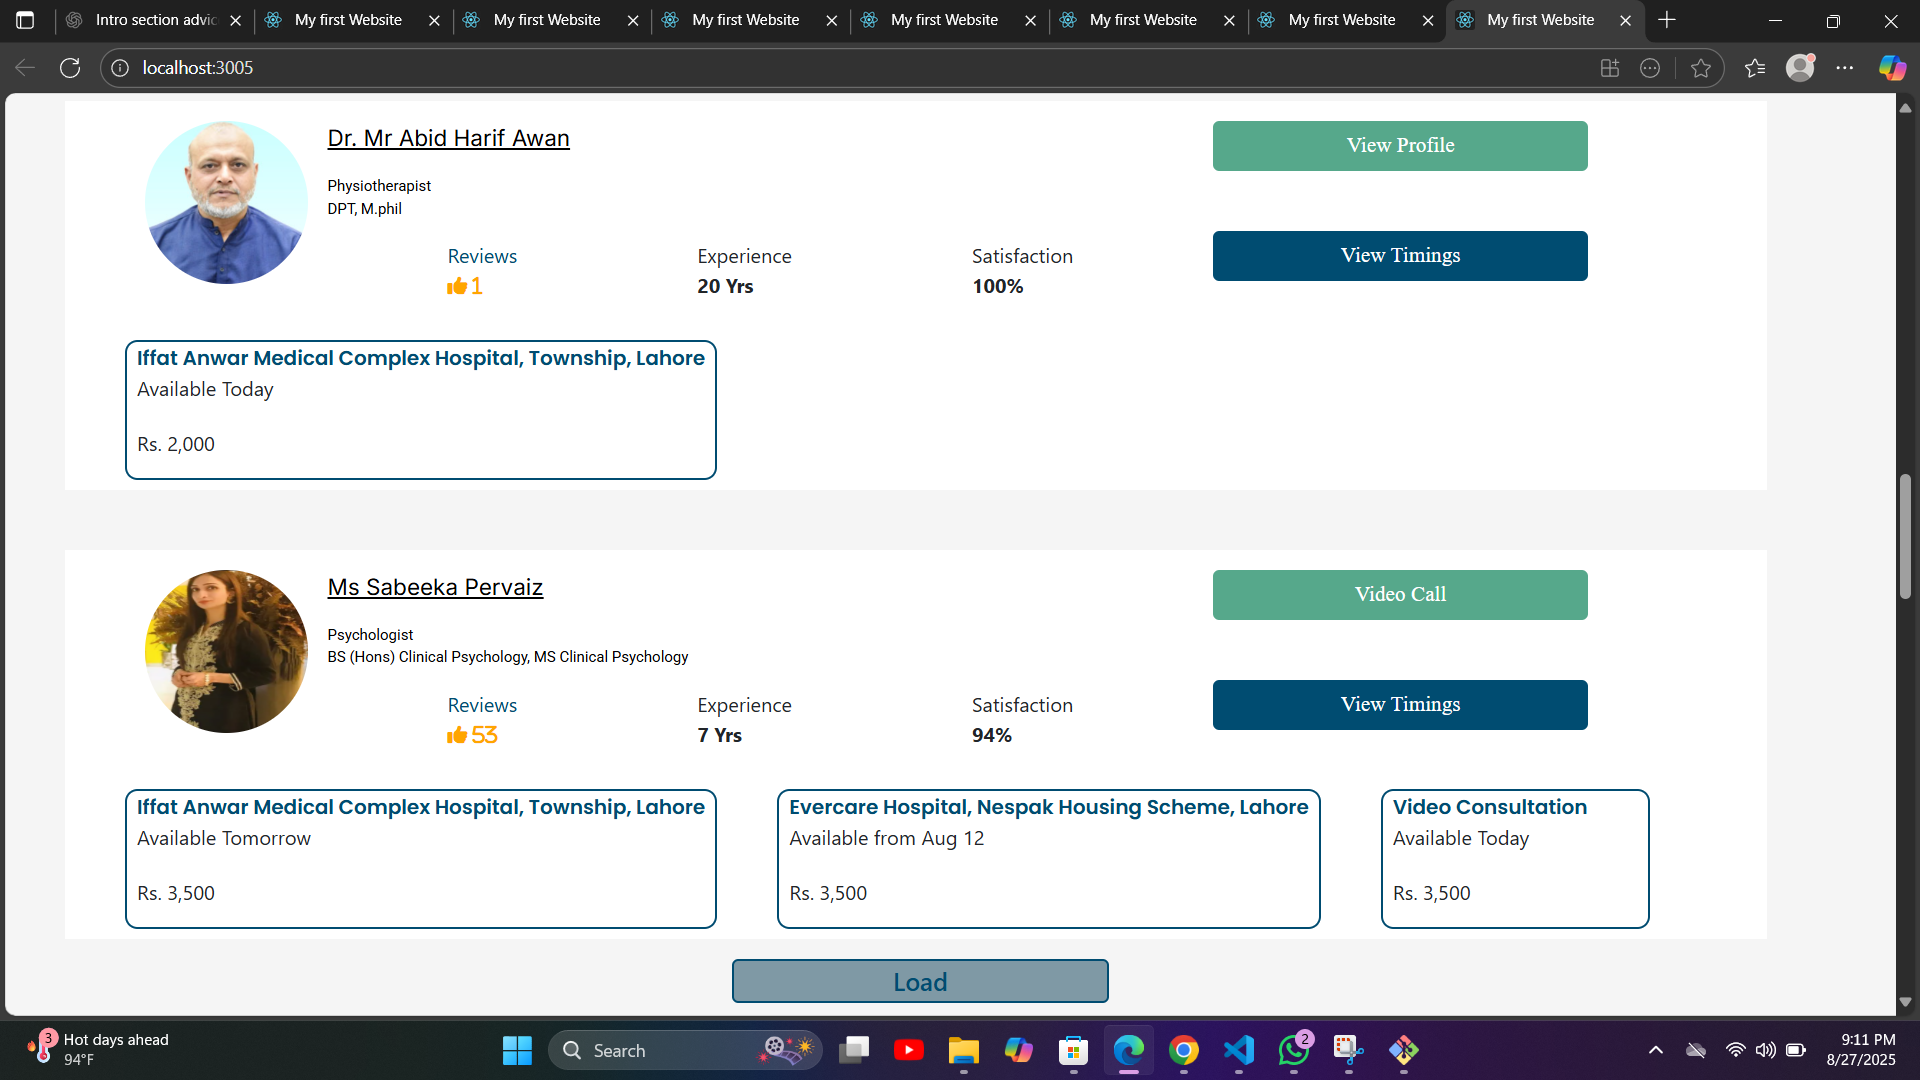 Intro section advic
My first Website
My first Website
My first Website
My first Website
My first Website
My first Website
My first Website
localhost:3005
Dr. Mr Abid Harif Awan
View Profile
Physiotherapist
DPT, M.phil
Reviews
Experience
Satisfaction
View Timings
1
20 Yrs
100%
Iffat Anwar Medical Complex Hospital, Township, Lahore
Available Today
Rs. 2,000
Ms Sabeeka Pervaiz
Video Call
Psychologist
BS (Hons) Clinical Psychology, MS Clinical Psychology
Reviews
Experience
Satisfaction
View Timings
53
7 Yrs
94%
Iffat Anwar Medical Complex Hospital, Township, Lahore
Available Tomorrow
Rs. 3,500
Evercare Hospital, Nespak Housing Scheme, Lahore
Available from Aug 12
Rs. 3,500
Video Consultation
Available Today
Rs. 3,500
Load
3
Hot days ahead
94°F
Search
2
9:11 PM
8/27/2025